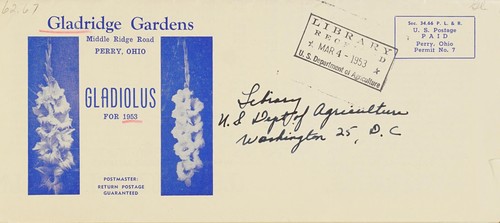 62.67
Gladridge Gardens
Middle Ridge Road
PERRY, OHIO
GLADIOLUS
FOR 1953
POSTMASTER:
RETURN POSTAGE
GUARANTEED
LIBRARY
RECEIVED
★ MAR 4 - 1953 ★
U. S. Department of Agriculture
Sec. 34.66 P. L. & R.
U. S. Postage
PAID
Perry, Ohio
Permit No. 7
Library
U.S Dept. of Agriculture
Washington 25, D.C